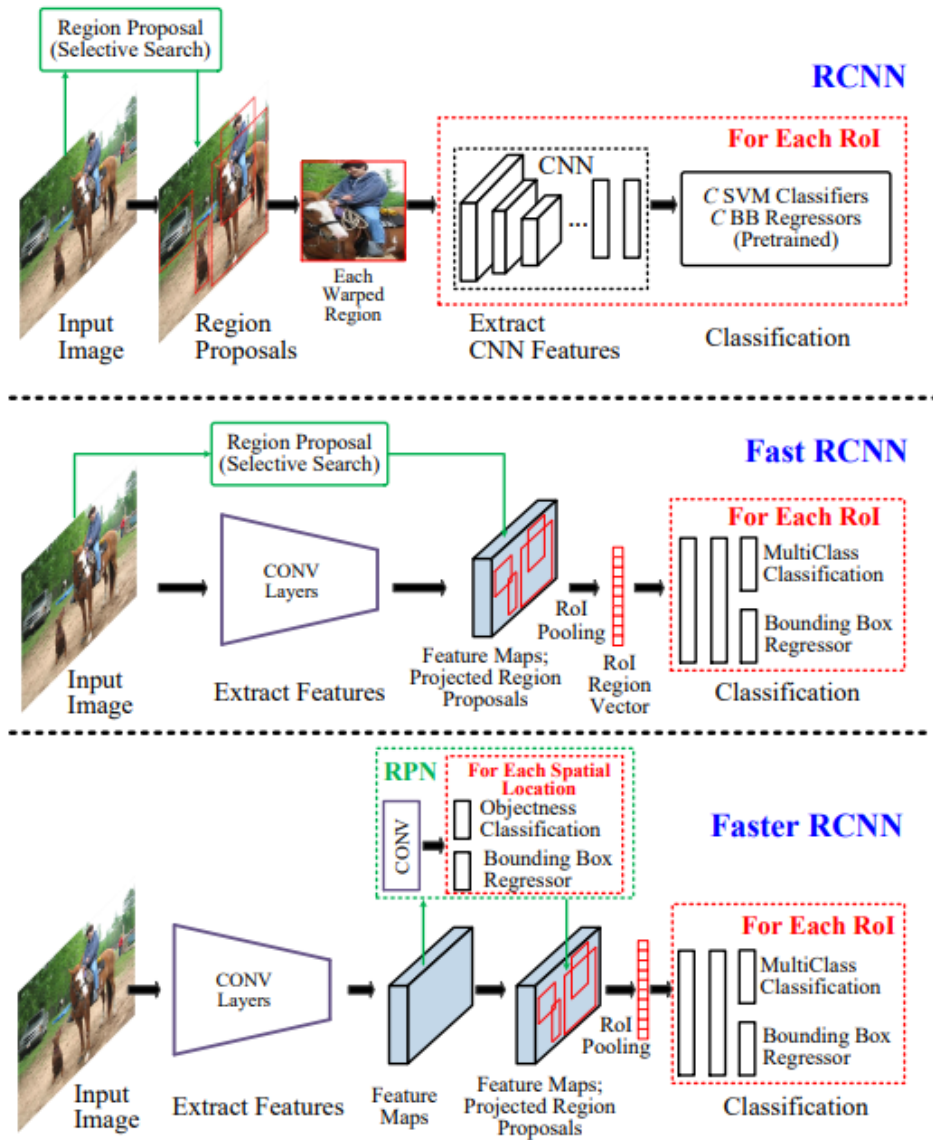 Region Proposal
(Selective Search)
RCNN
For Each RoI
CNN
...
C SVM Classifiers
C BB Regressors
(Pretrained)
Each
Warped
Region
Input
Image
Region
Proposals
Extract
CNN Features
Classification
Region Proposal
(Selective Search)
Fast RCNN
For Each RoI
CONV
Layers
MultiClass
Classification
Bounding Box
Regressor
RoI
Pooling
Input
Image
Extract Features
Feature Maps;
Projected Region
Proposals
RoI
Region
Vector
Classification
RPN
For Each Spatial
Location
CONV
Objectness
Classification
Bounding Box
Regressor
Faster RCNN
For Each RoI
CONV
Layers
MultiClass
Classification
Bounding Box
Regressor
RoI
Pooling
Input
Image
Extract Features
Feature
Maps
Feature Maps;
Projected Region
Proposals
Classification